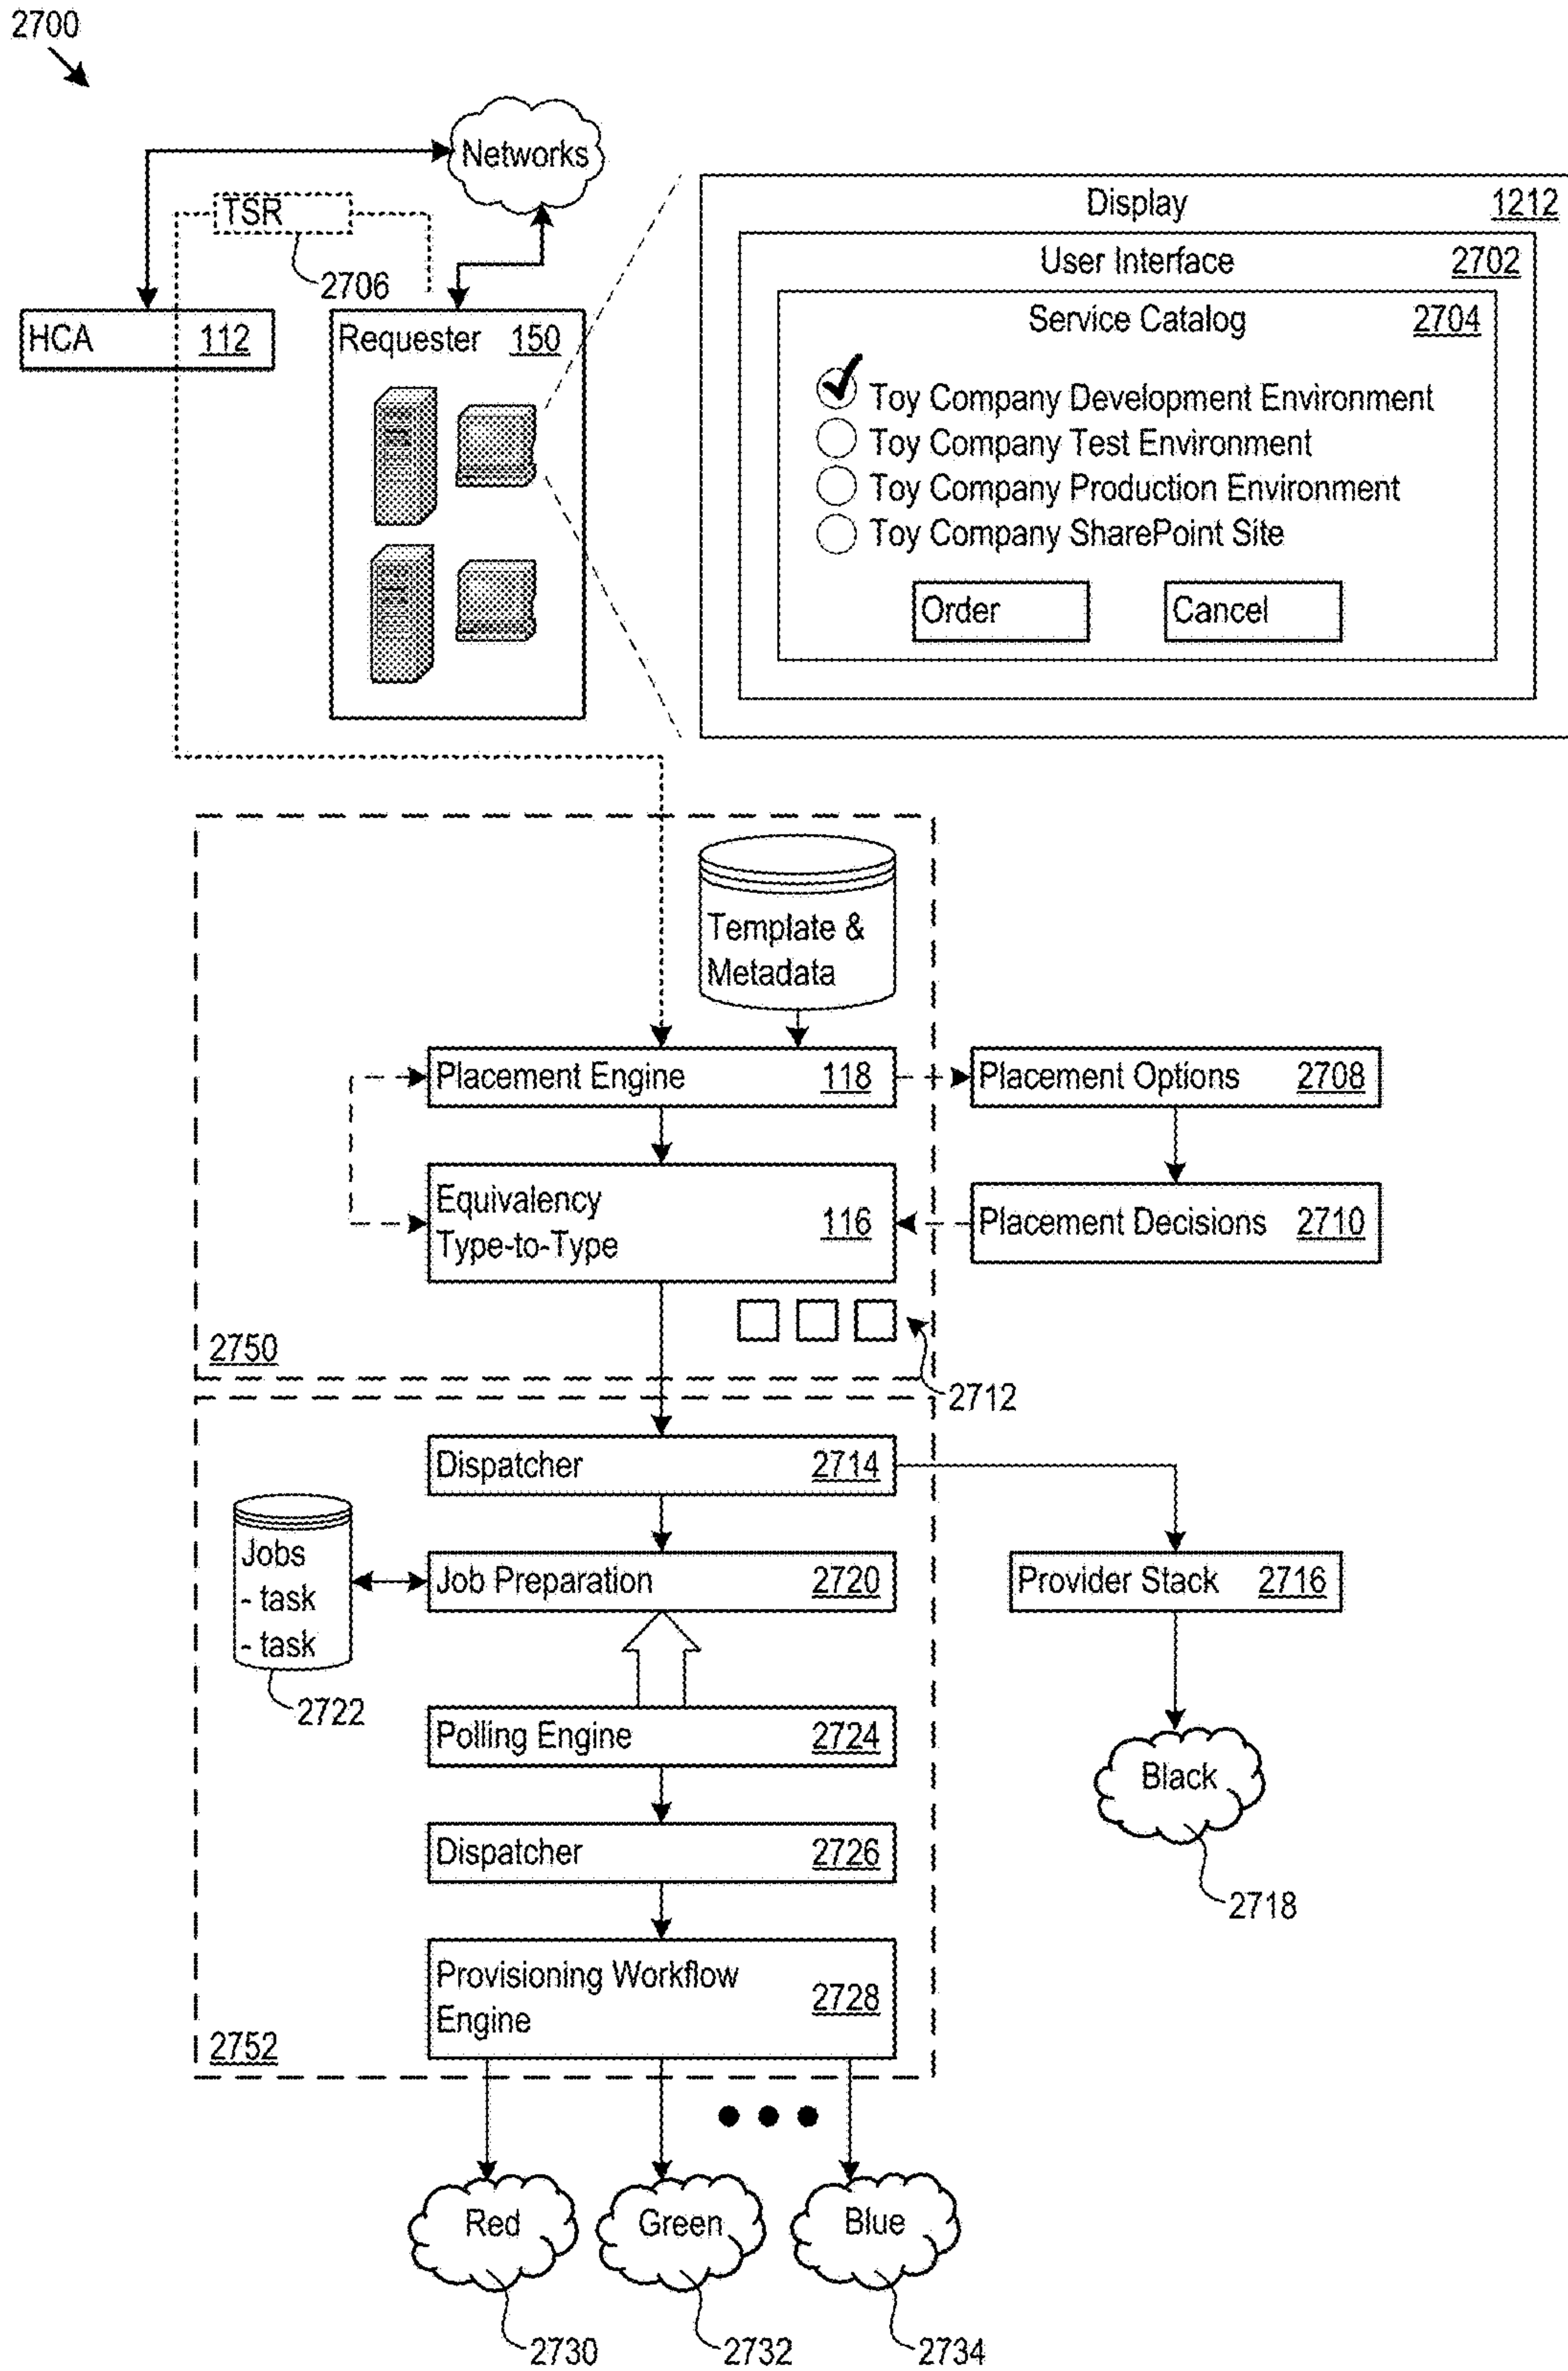 2700
Networks
TSR
2706
HCA 112
Requester 150
Display 1212
User Interface 2702
Service Catalog 2704
Toy Company Development Environment
Toy Company Test Environment
Toy Company Production Environment
Toy Company SharePoint Site
Order Cancel
Template &
Metadata
Placement Engine 118
Placement Options 2708
Equivalency
Type-to-Type
116
Placement Decisions 2710
2750
2712
Dispatcher 2714
Jobs
- task
- task
2722
Job Preparation 2720
Provider Stack 2716
Polling Engine 2724
Black
2718
Dispatcher 2726
Provisioning Workflow
Engine
2728
2752
Red
Green
Blue
2730
2732
2734